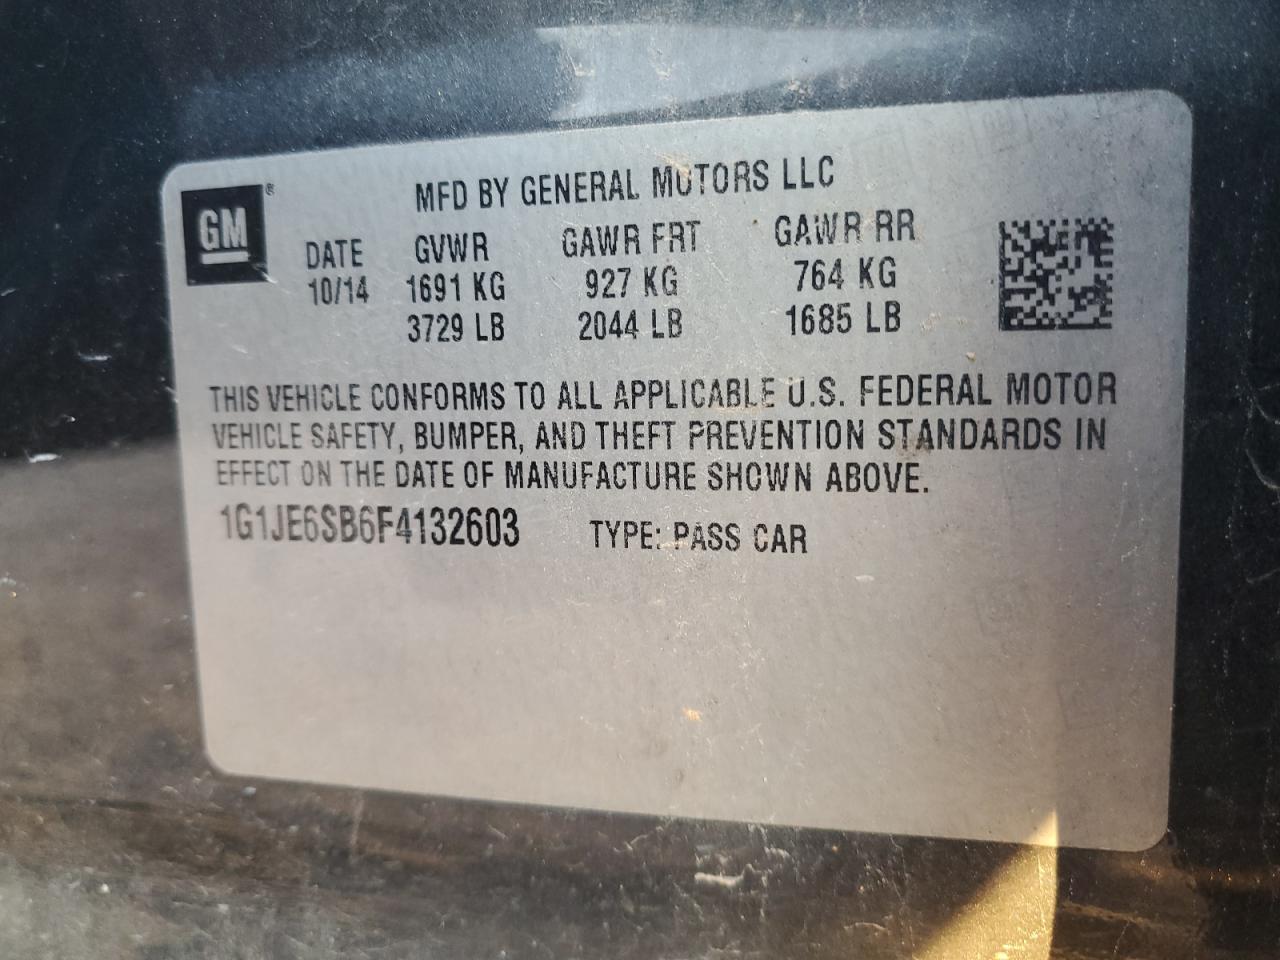 GM ®
MFD BY GENERAL MOTORS LLC
DATE GVWR GAWR FRT GAWR RR
10/14 1691 KG 927 KG 764 KG
3729 LB 2044 LB 1685 LB
THIS VEHICLE CONFORMS TO ALL APPLICABLE U.S. FEDERAL MOTOR
VEHICLE SAFETY, BUMPER, AND THEFT PREVENTION STANDARDS IN
EFFECT ON THE DATE OF MANUFACTURE SHOWN ABOVE.
1G1JE6SB6F4132603 TYPE: PASS CAR